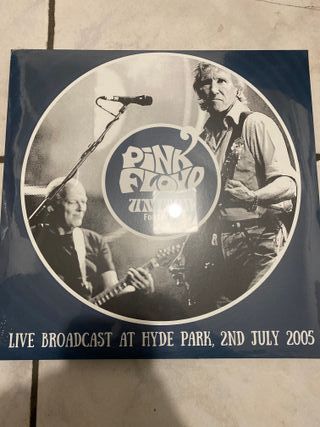 PINK
FLOYD
LIVE BROADCAST AT HYDE PARK, 2ND JULY 2005